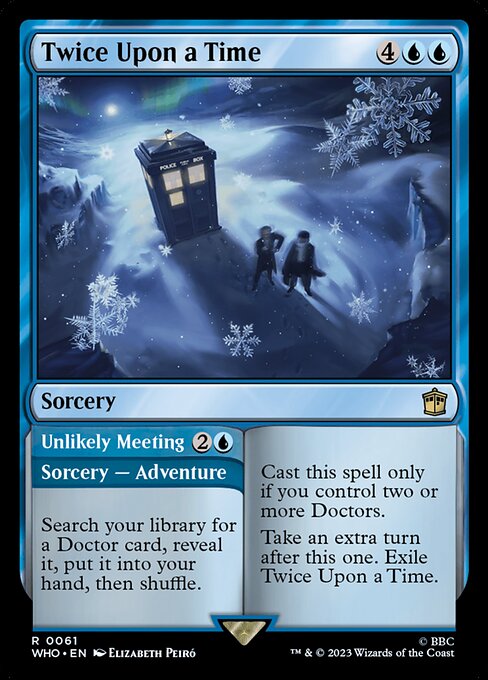 Twice Upon a Time 4
POLICE BOX
Sorcery
Unlikely Meeting 2
Sorcery — Adventure
Search your library for
a Doctor card, reveal
it, put it into your
hand, then shuffle.
Cast this spell only
if you control two or
more Doctors.
Take an extra turn
after this one. Exile
Twice Upon a Time.
R 0061
WHO • EN Elizabeth Peiró
© BBC
™ & © 2023 Wizards of the Coast